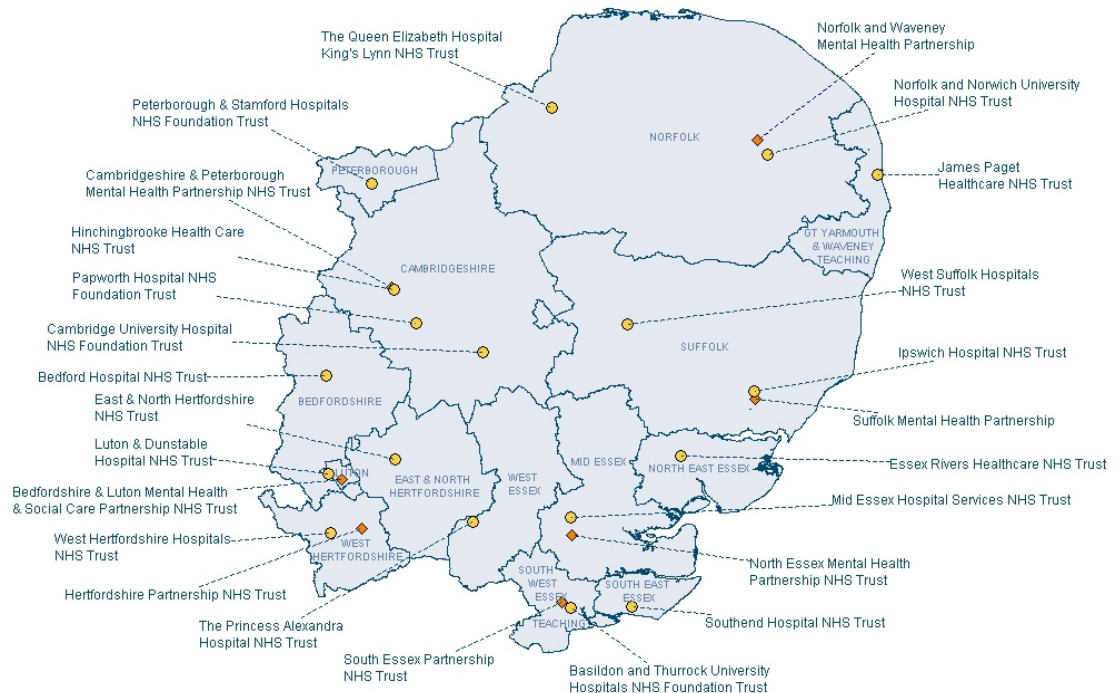 The Queen Elizabeth Hospital
King's Lynn NHS Trust
Norfolk and Waveney
Mental Health Partnership
Norfolk and Norwich University
Hospital NHS Trust
Peterborough & Stamford Hospitals
NHS Foundation Trust
NORFOLK
PETERBOROUGH
James Paget
Healthcare NHS Trust
Cambridgeshire & Peterborough
Mental Health Partnership NHS Trust
Hinchingbrooke Health Care
NHS Trust
GT YARMOUTH
& WAVENEY
TEACHING
CAMBRIDGESHIRE
Papworth Hospital NHS
Foundation Trust
West Suffolk Hospitals
NHS Trust
Cambridge University Hospital
NHS Foundation Trust
SUFFOLK
Ipswich Hospital NHS Trust
Bedford Hospital NHS Trust
BEDFORDSHIRE
East & North Hertfordshire
NHS Trust
Suffolk Mental Health Partnership
Luton & Dunstable
Hospital NHS Trust
LUTON
EAST & NORTH
HERTFORDSHIRE
WEST
ESSEX
MID ESSEX
NORTH EAST ESSEX
Essex Rivers Healthcare NHS Trust
Bedfordshire & Luton Mental Health
& Social Care Partnership NHS Trust
Mid Essex Hospital Services NHS Trust
West Hertfordshire Hospitals
NHS Trust
WEST
HERTFORDSHIRE
North Essex Mental Health
Partnership NHS Trust
Hertfordshire Partnership NHS Trust
SOUTH
WEST
ESSEX
TEACHING
SOUTH EAST
ESSEX
The Princess Alexandra
Hospital NHS Trust
Southend Hospital NHS Trust
South Essex Partnership
NHS Trust
Basildon and Thurrock University
Hospitals NHS Foundation Trust